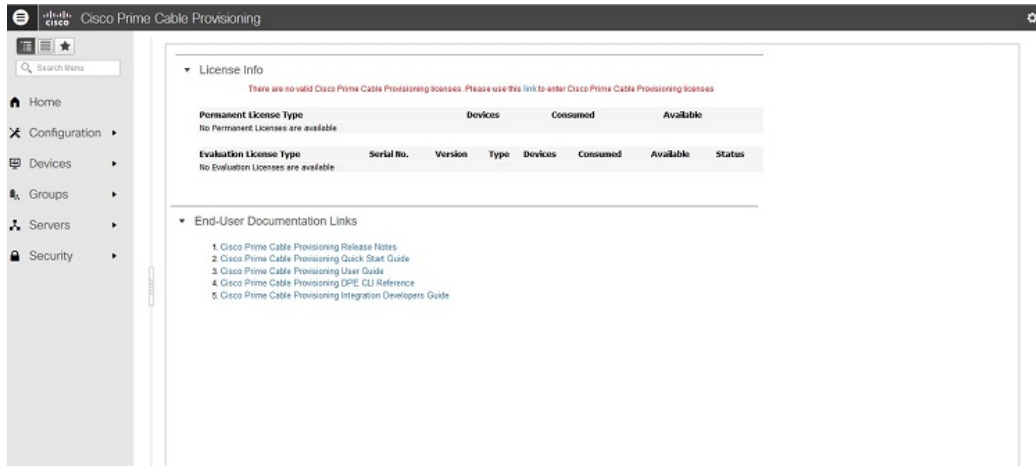 cisco Cisco Prime Cable Provisioning
Search Menu
Home
Configuration
Devices
Groups
Servers
Security
License Info
There are no valid Cisco Prime Cable Provisioning licenses. Please use this link to enter Cisco Prime Cable Provisioning licenses
Permanent License Type Devices Consumed Available
No Permanent Licenses are available
Evaluation License Type Serial No. Version Type Devices Consumed Available Status
No Evaluation Licenses are available
End-User Documentation Links
1. Cisco Prime Cable Provisioning Release Notes
2. Cisco Prime Cable Provisioning Quick Start Guide
3. Cisco Prime Cable Provisioning User Guide
4. Cisco Prime Cable Provisioning DPE CLI Reference
5. Cisco Prime Cable Provisioning Integration Developers Guide